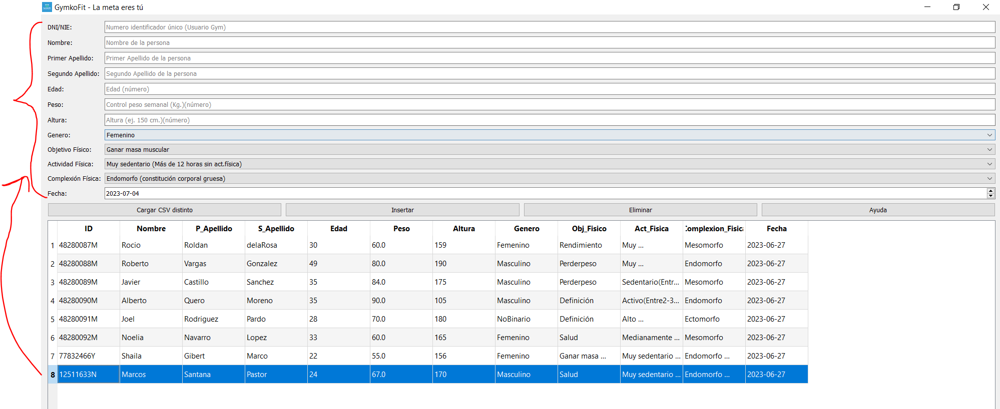 GymkoFit - La meta eres tú
DNI/NIE: Numero identificador único (Usuario Gym)
Nombre: Nombre de la persona
Primer Apellido: Primer Apellido de la persona
Segundo Apellido: Segundo Apellido de la persona
Edad: Edad (número)
Peso: Control peso semanal (Kg.)(número)
Altura: Altura (ej. 150 cm.)(número)
Genero: Femenino
Objetivo Físico: Ganar masa muscular
Actividad Física: Muy sedentario (Más de 12 horas sin act.física)
Complexión Física: Endomorfo (constitución corporal gruesa)
Fecha: 2023-07-04
Cargar CSV distinto Insertar Eliminar Ayuda
ID Nombre P_Apellido S_Apellido Edad Peso Altura Genero Obj_Fisico Act_Fisica Complexion_Fisica Fecha
1 48280087M Rocio Roldan delaRosa 30 60.0 159 Femenino Rendimiento Muy ... Mesomorfo 2023-06-27
2 48280088M Roberto Vargas Gonzalez 49 80.0 190 Masculino Perderpeso Muy ... Endomorfo 2023-06-27
3 48280089M Javier Castillo Sanchez 35 84.0 175 Masculino Perderpeso Sedentario(Entr... Mesomorfo 2023-06-27
4 48280090M Alberto Quero Moreno 35 90.0 105 Masculino Definición Activo(Entre2-3... Endomorfo 2023-06-27
5 48280091M Joel Rodriguez Pardo 28 70.0 180 NoBinario Definición Alto ... Ectomorfo 2023-06-27
6 48280092M Noelia Navarro Lopez 33 60.0 165 Femenino Salud Medianamente ... Mesomorfo 2023-06-27
7 77832466Y Shaila Gibert Marco 22 55.0 156 Femenino Ganar masa ... Muy sedentario ... Endomorfo ... 2023-06-27
8 12511633N Marcos Santana Pastor 24 67.0 170 Masculino Salud Muy sedentario ... Endomorfo ... 2023-06-27